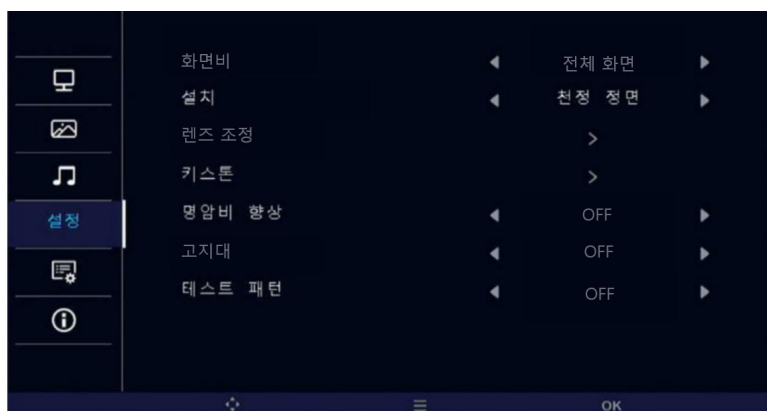 화면비 전체 화면
설치 천정 정면
렌즈 조정 >
키스톤 >
설정
명암비 향상 OFF
고지대 OFF
테스트 패턴 OFF
OK